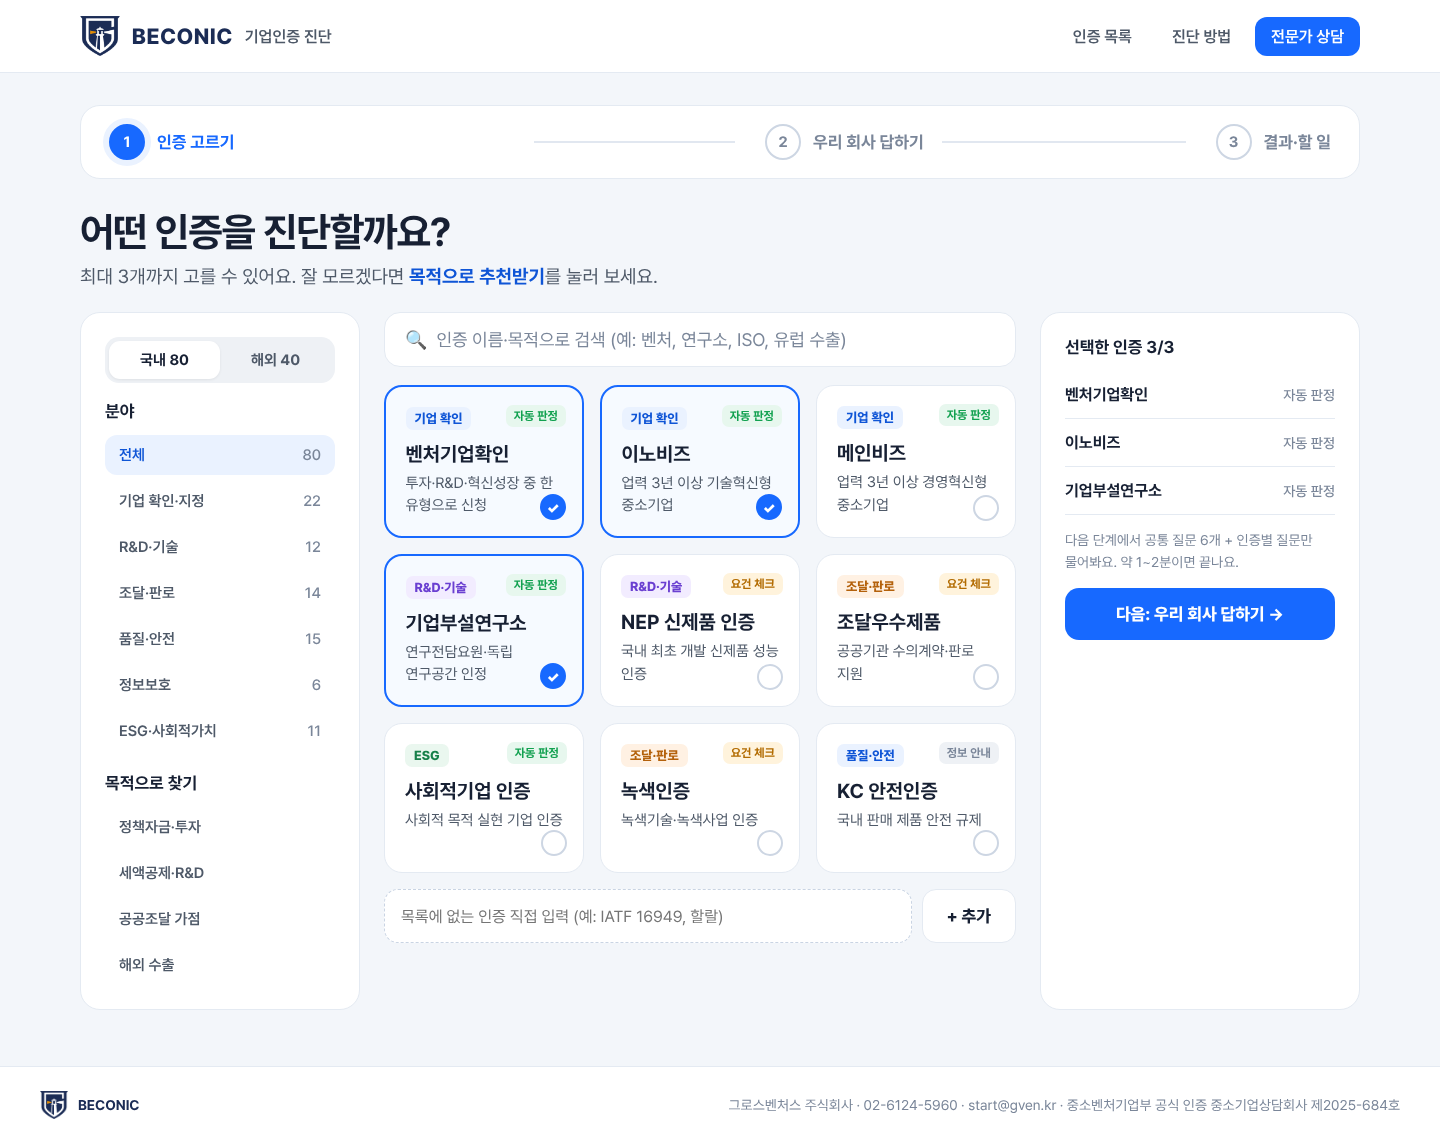 BECONIC 기업인증 진단
인증 목록
진단 방법
전문가 상담
1 인증 고르기
2 우리 회사 답하기
3 결과·할 일
어떤 인증을 진단할까요?
최대 3개까지 고를 수 있어요. 잘 모르겠다면 목적으로 추천받기를 눌러 보세요.
국내 80
해외 40
분야
전체 80
기업 확인·지정 22
R&D·기술 12
조달·판로 14
품질·안전 15
정보보호 6
ESG·사회적가치 11
목적으로 찾기
정책자금·투자
세액공제·R&D
공공조달 가점
해외 수출
인증 이름·목적으로 검색 (예: 벤처, 연구소, ISO, 유럽 수출)
기업 확인 자동 판정
벤처기업확인
투자·R&D·혁신성장 중 한
유형으로 신청
기업 확인 자동 판정
이노비즈
업력 3년 이상 기술혁신형
중소기업
기업 확인 자동 판정
메인비즈
업력 3년 이상 경영혁신형
중소기업
R&D·기술 자동 판정
기업부설연구소
연구전담요원·독립
연구공간 인정
R&D·기술 요건 체크
NEP 신제품 인증
국내 최초 개발 신제품 성능
인증
조달·판로 요건 체크
조달우수제품
공공기관 수의계약·판로
지원
ESG 자동 판정
사회적기업 인증
사회적 목적 실현 기업 인증
조달·판로 요건 체크
녹색인증
녹색기술·녹색사업 인증
품질·안전 정보 안내
KC 안전인증
국내 판매 제품 안전 규제
목록에 없는 인증 직접 입력 (예: IATF 16949, 할랄)
+ 추가
선택한 인증 3/3
벤처기업확인 자동 판정
이노비즈 자동 판정
기업부설연구소 자동 판정
다음 단계에서 공통 질문 6개 + 인증별 질문만
물어봐요. 약 1~2분이면 끝나요.
다음: 우리 회사 답하기 →
BECONIC
그로스벤처스 주식회사 · 02-6124-5960 · start@gven.kr · 중소벤처기업부 공식 인증 중소기업상담회사 제2025-684호